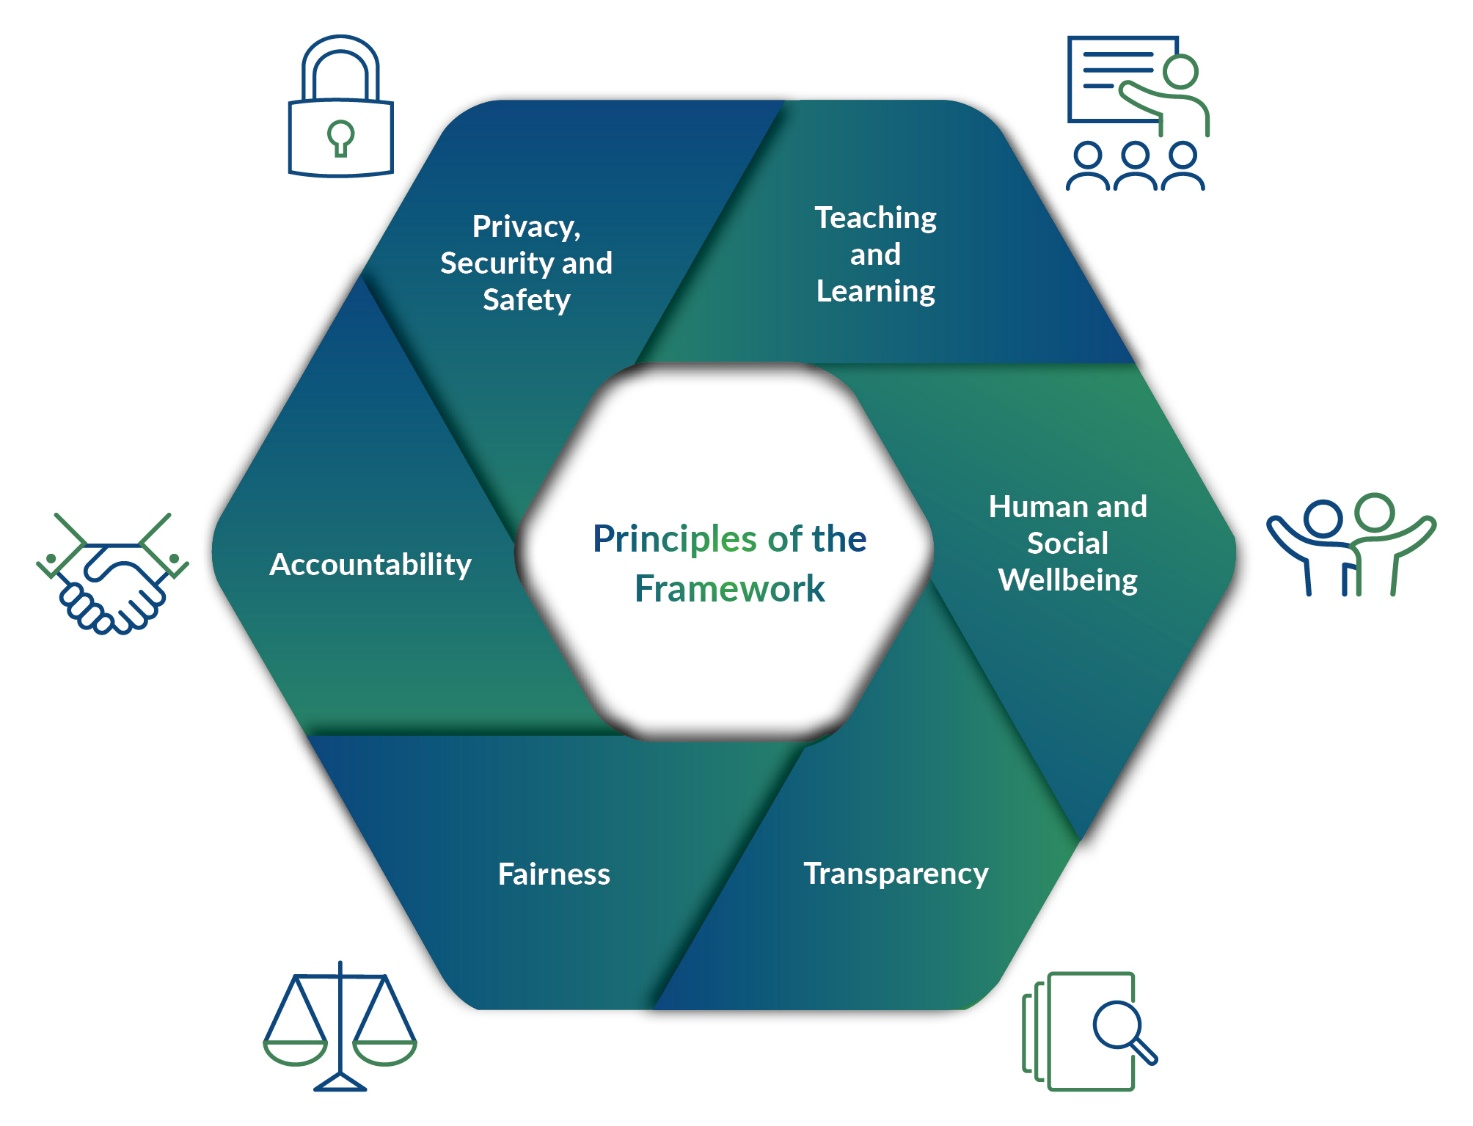 Privacy,
Security and
Safety
Teaching
and
Learning
Human and
Social
Wellbeing
Transparency
Fairness
Accountability
Principles of the
Framework